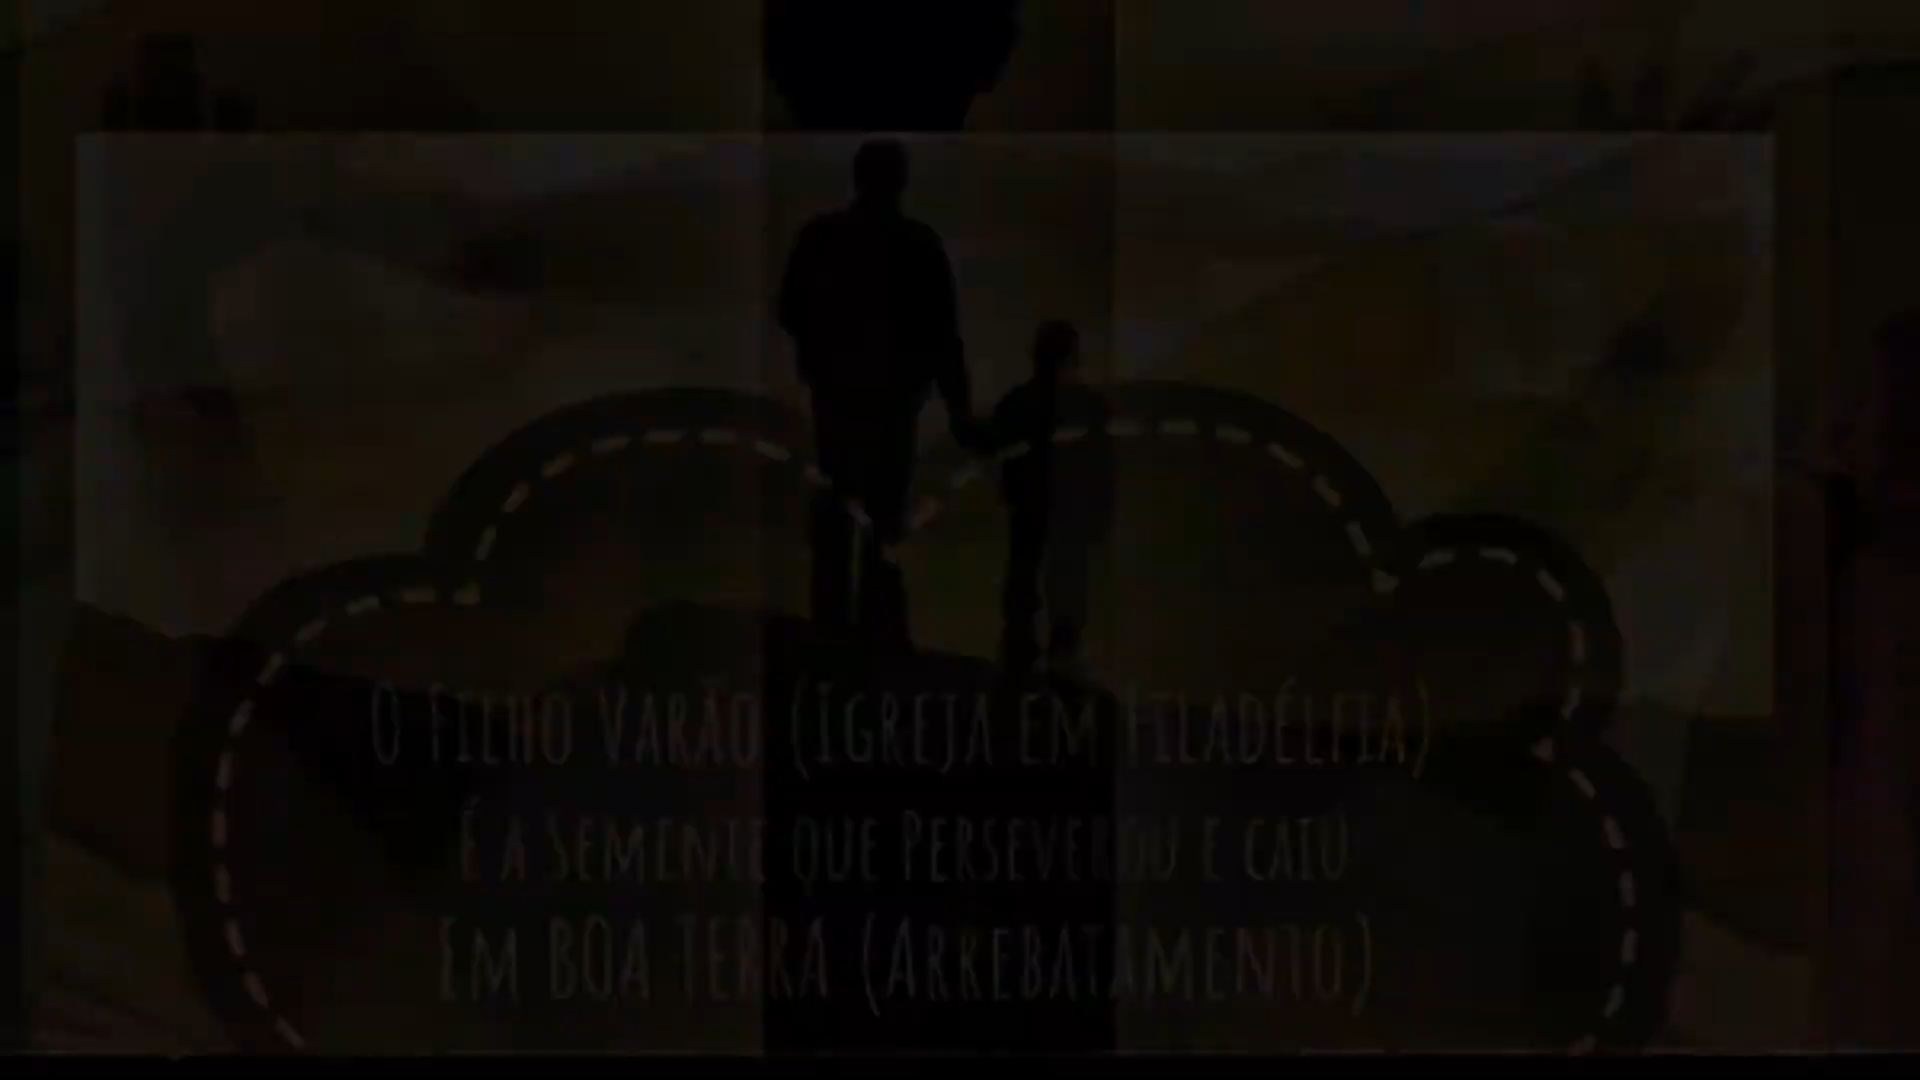 O Filho Varão (Igreja em Filadélfia)
É a Semente que Perseverou e caiu
Em BOA TERRA (Arrebatamento)